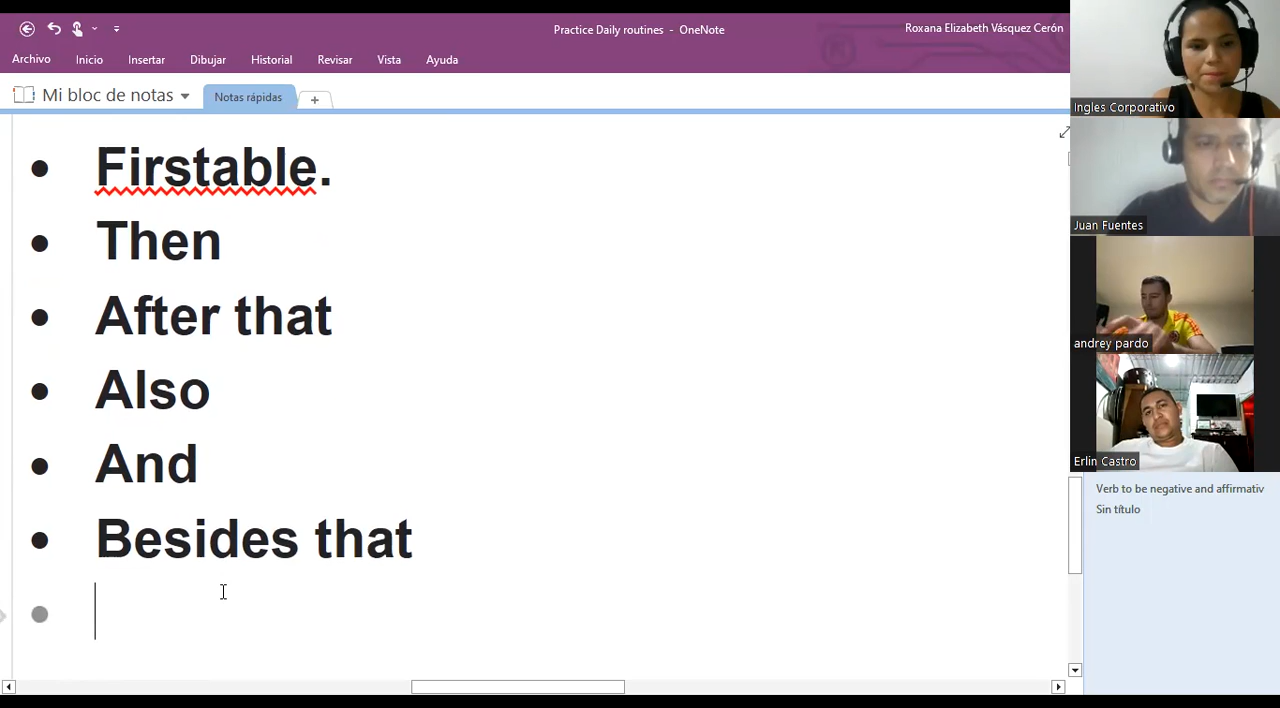 Practice Daily routines - OneNote
Roxana Elizabeth Vásquez Cerón
Archivo Inicio Insertar Dibujar Historial Revisar Vista Ayuda
Mi bloc de notas Notas rápidas +
Firstable.
Then
After that
Also
And
Besides that
Ingles Corporativo
Juan Fuentes
andrey pardo
Erlin Castro
Verb to be negative and affirmativ
Sin título